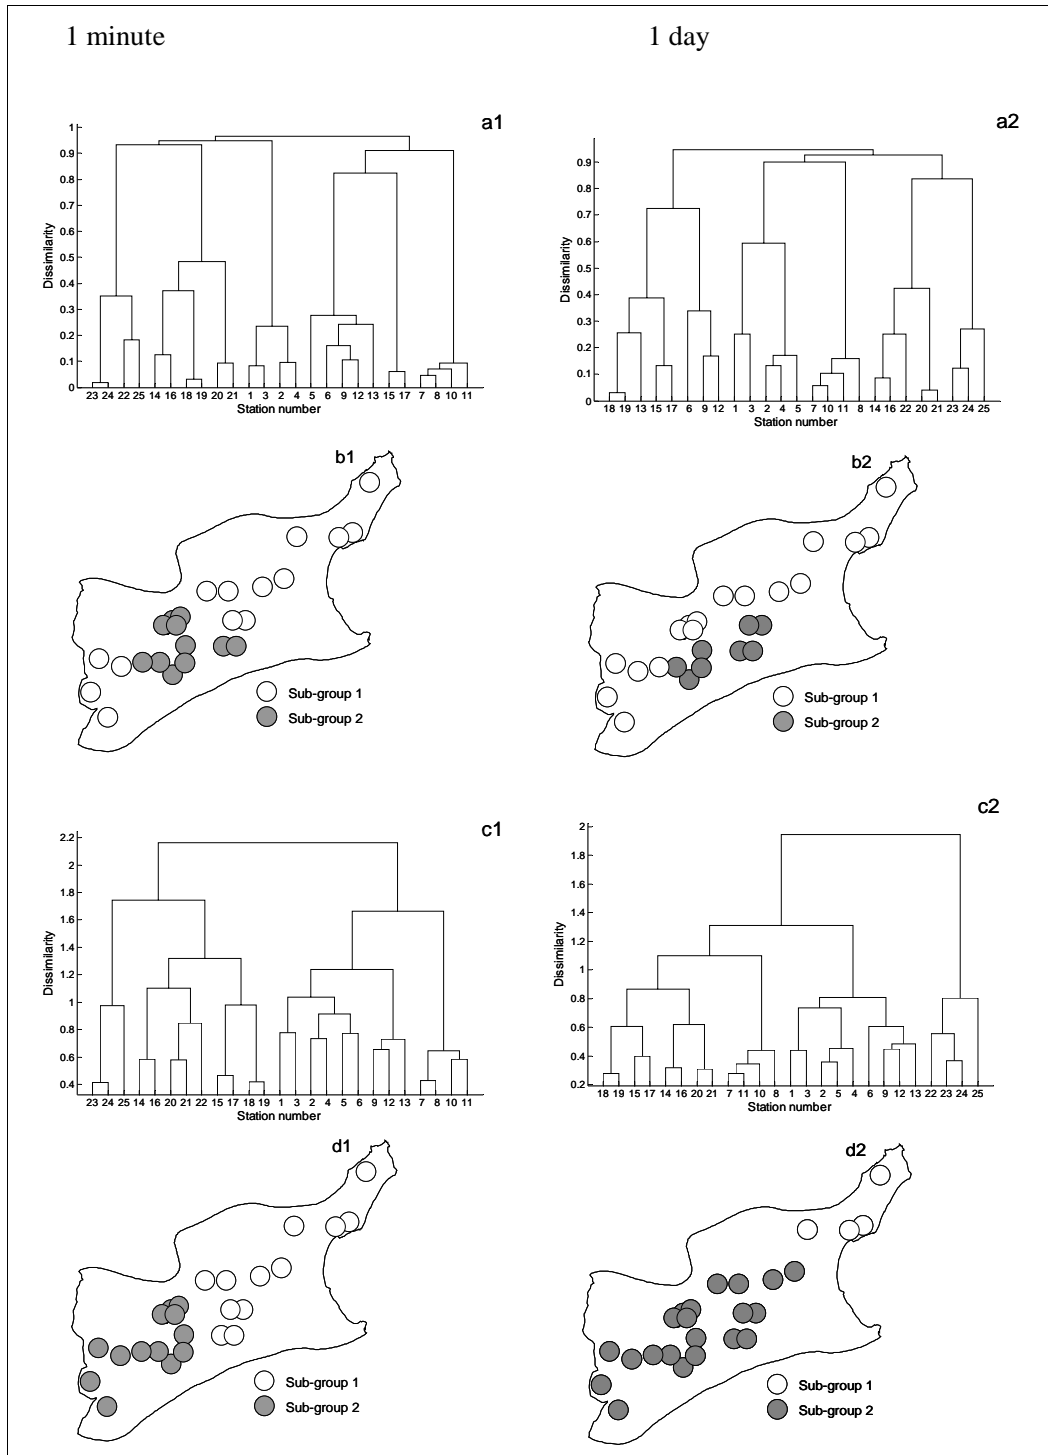 1 minute
1 day
a1
1
0.9
0.8
0.7
0.6
0.5
0.4
0.3
0.2
0.1
0
Dissimilarity
23 24 22 25 14 16 18 19 20 21 1 3 2 4 5 6 9 12 13 15 17 7 8 10 11
Station number
a2
0.9
0.8
0.7
0.6
0.5
0.4
0.3
0.2
0.1
0
Dissimilarity
18 19 13 15 17 6 9 12 1 3 2 4 5 7 10 11 8 14 16 22 20 21 23 24 25
Station number
b1
Sub-group 1
Sub-group 2
b2
Sub-group 1
Sub-group 2
c1
2.2
2
1.8
1.6
1.4
1.2
1
0.8
0.6
0.4
Dissimilarity
23 24 25 14 16 20 21 22 15 17 18 19 1 3 2 4 5 6 9 12 13 7 8 10 11
Station number
c2
2
1.8
1.6
1.4
1.2
1
0.8
0.6
0.4
0.2
Dissimilarity
18 19 15 17 14 16 20 21 7 11 10 8 1 3 2 5 4 6 9 12 13 22 23 24 25
Station number
d1
Sub-group 1
Sub-group 2
d2
Sub-group 1
Sub-group 2